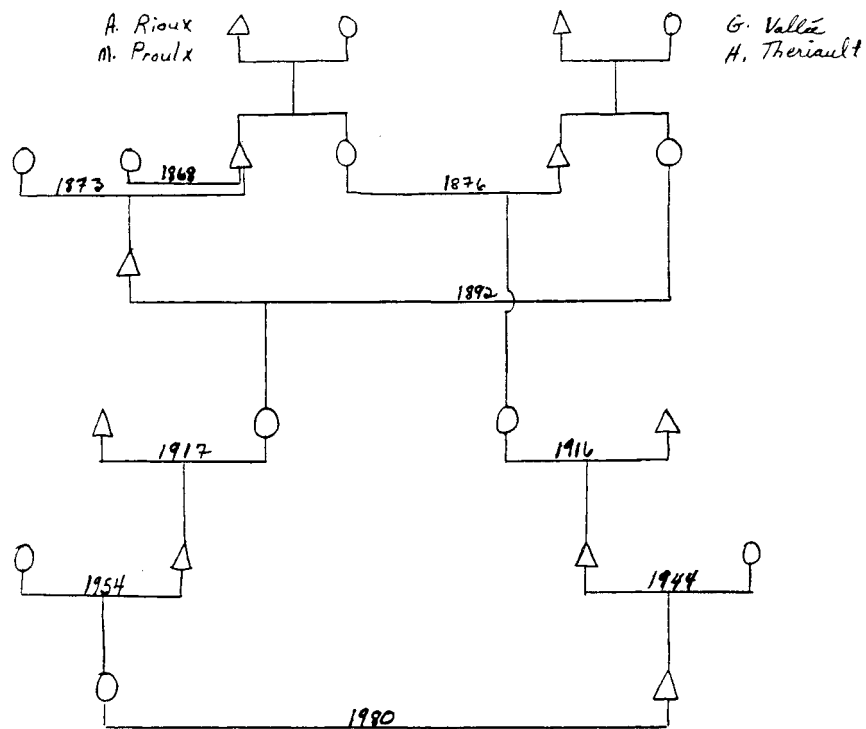 A. Rioux
M. Proulx
G. Vallée
H. Theriault
1873
1868
1876
1892
1917
1916
1954
1944
1980